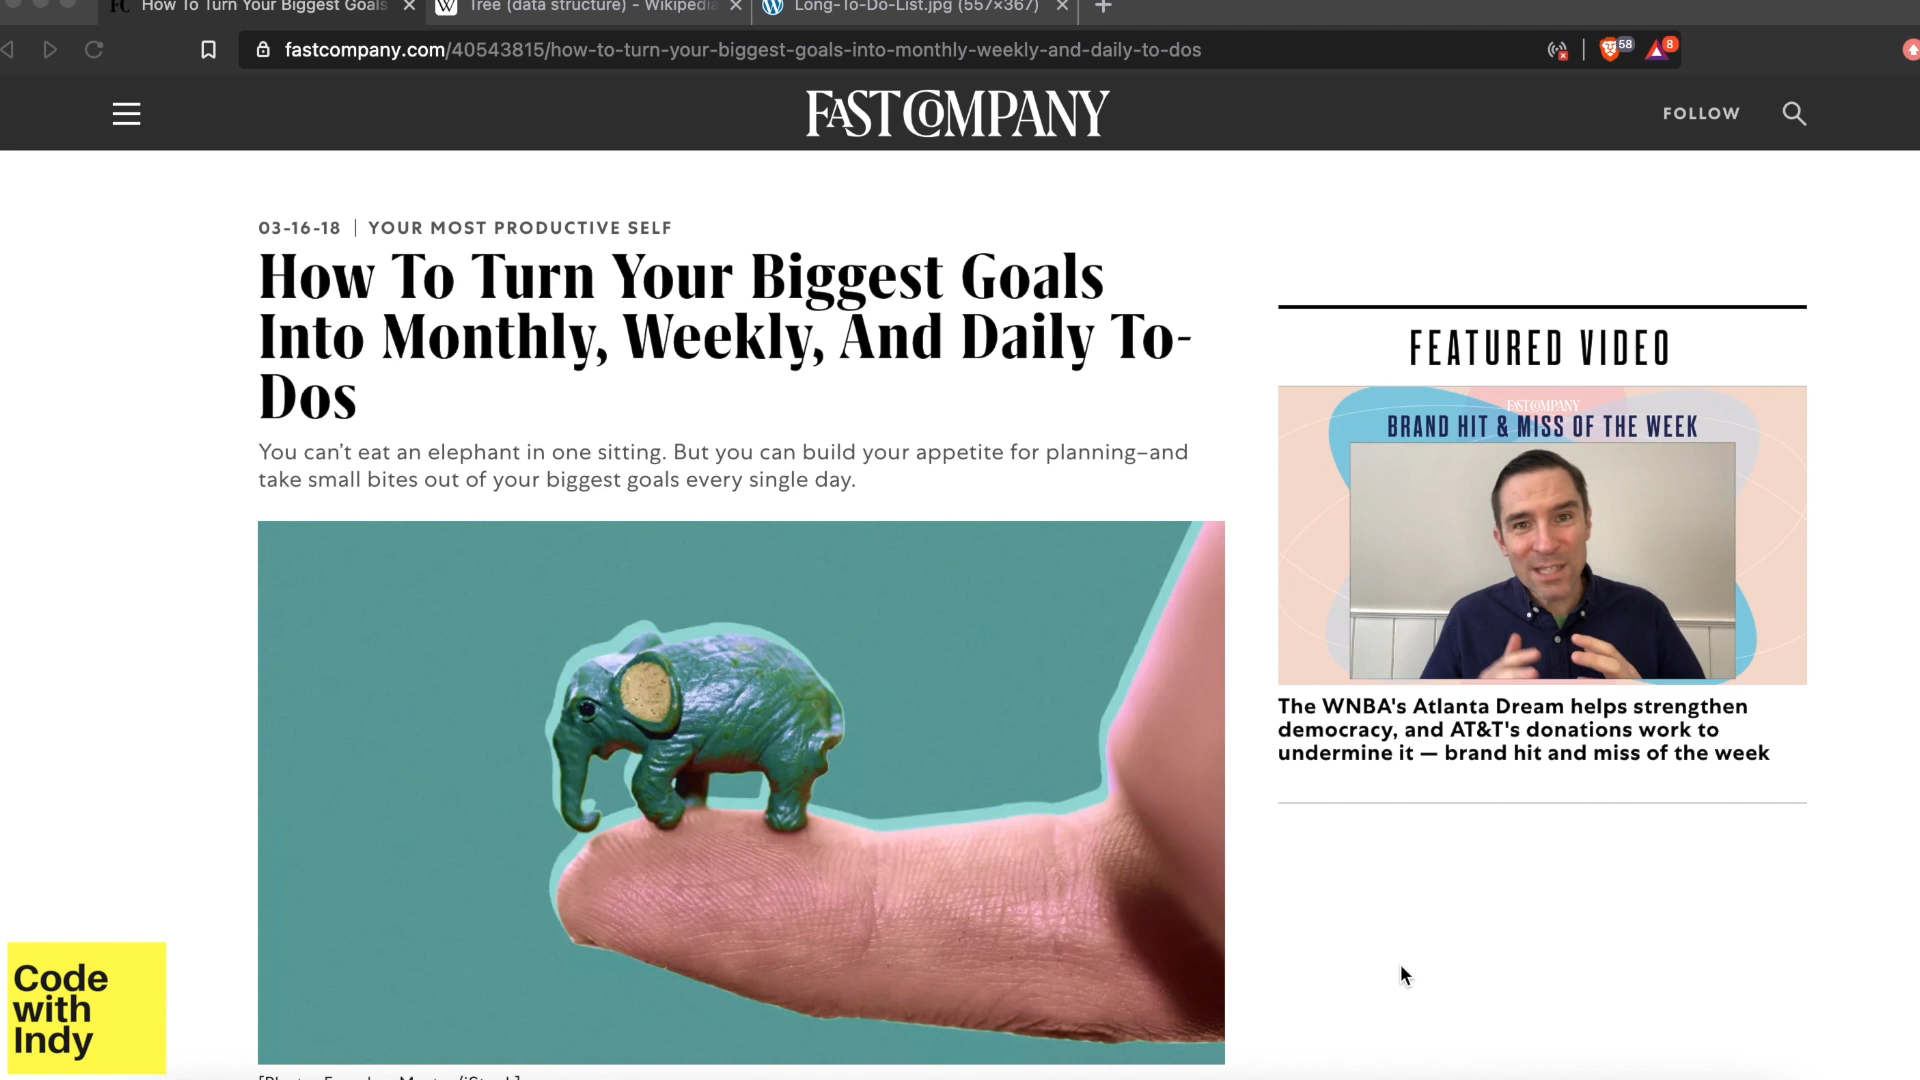 FC How To Turn Your Biggest Goals
W Tree (data structure) - Wikipedia
Long-To-Do-List.jpg (557×367)
fastcompany.com/40543815/how-to-turn-your-biggest-goals-into-monthly-weekly-and-daily-to-dos
58
8
FAST COMPANY
FOLLOW
03-16-18 | YOUR MOST PRODUCTIVE SELF
How To Turn Your Biggest Goals
Into Monthly, Weekly, And Daily To-
Dos
You can’t eat an elephant in one sitting. But you can build your appetite for planning–and
take small bites out of your biggest goals every single day.
FEATURED VIDEO
FAST COMPANY
BRAND HIT & MISS OF THE WEEK
The WNBA's Atlanta Dream helps strengthen
democracy, and AT&T's donations work to
undermine it — brand hit and miss of the week
Code
with
Indy